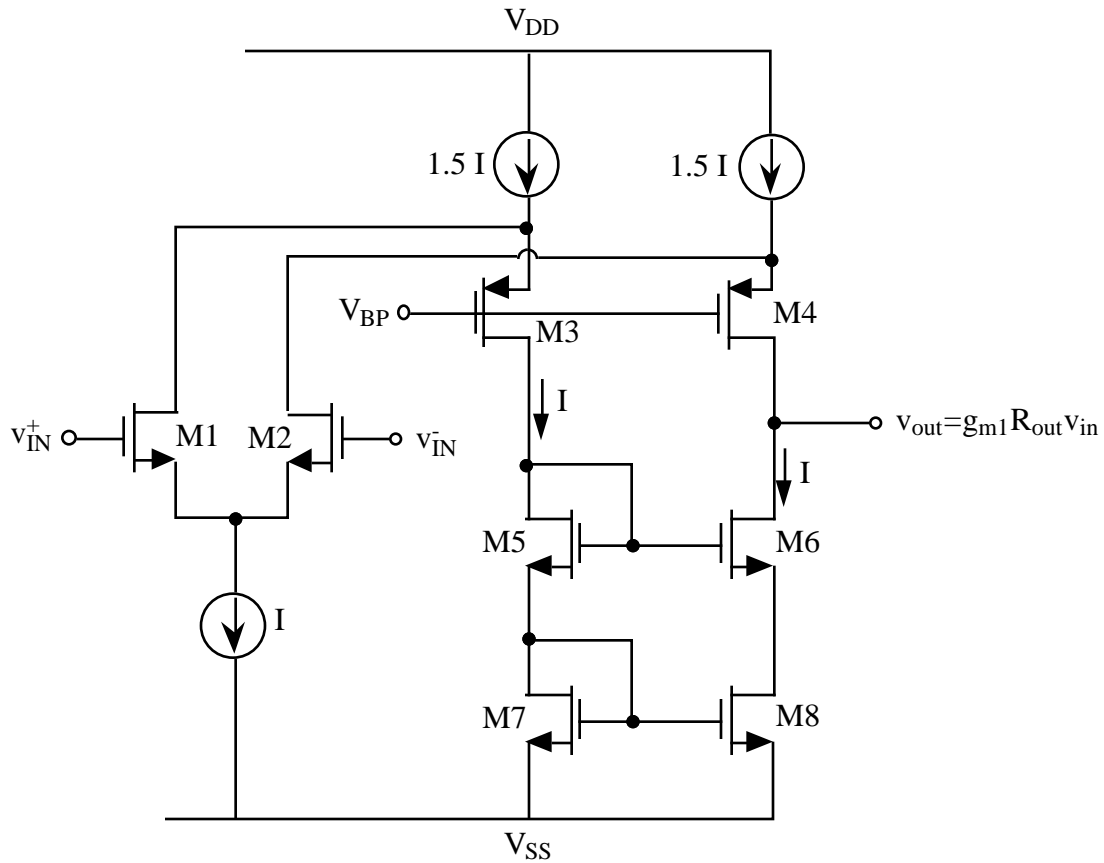 V_DD
1.5 I
1.5 I
V_BP
M3
M4
I
v_IN^+
M1
M2
v_IN^-
v_out=g_m1R_outv_in
I
M5
M6
I
M7
M8
V_SS